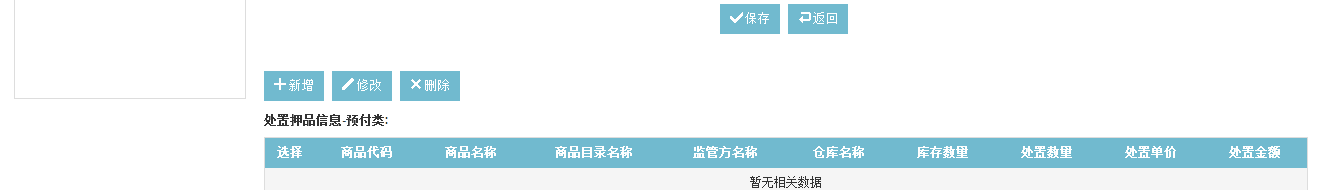 保存 返回
新增 修改 删除
处置押品信息-预付类:
选择 商品代码 商品名称 商品目录名称 监管方名称 仓库名称 库存数量 处置数量 处置单价 处置金额
暂无相关数据